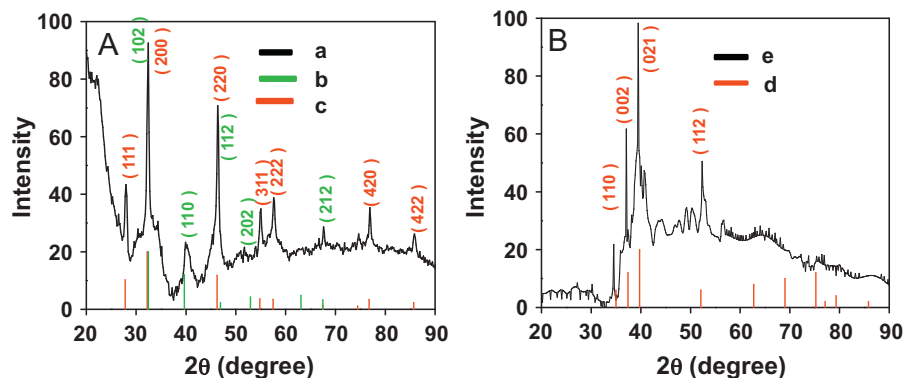 A
a
b
c
( 102 )
( 200 )
( 111 )
( 110 )
( 220 )
( 112 )
( 202 )
( 311 )
( 222 )
( 212 )
( 420 )
( 422 )
Intensity
100
80
60
40
20
0
20 30 40 50 60 70 80 90
2θ (degree)
B
e
d
( 110 )
( 002 )
( 021 )
( 112 )
Intensity
100
80
60
40
20
0
20 30 40 50 60 70 80 90
2θ (degree)